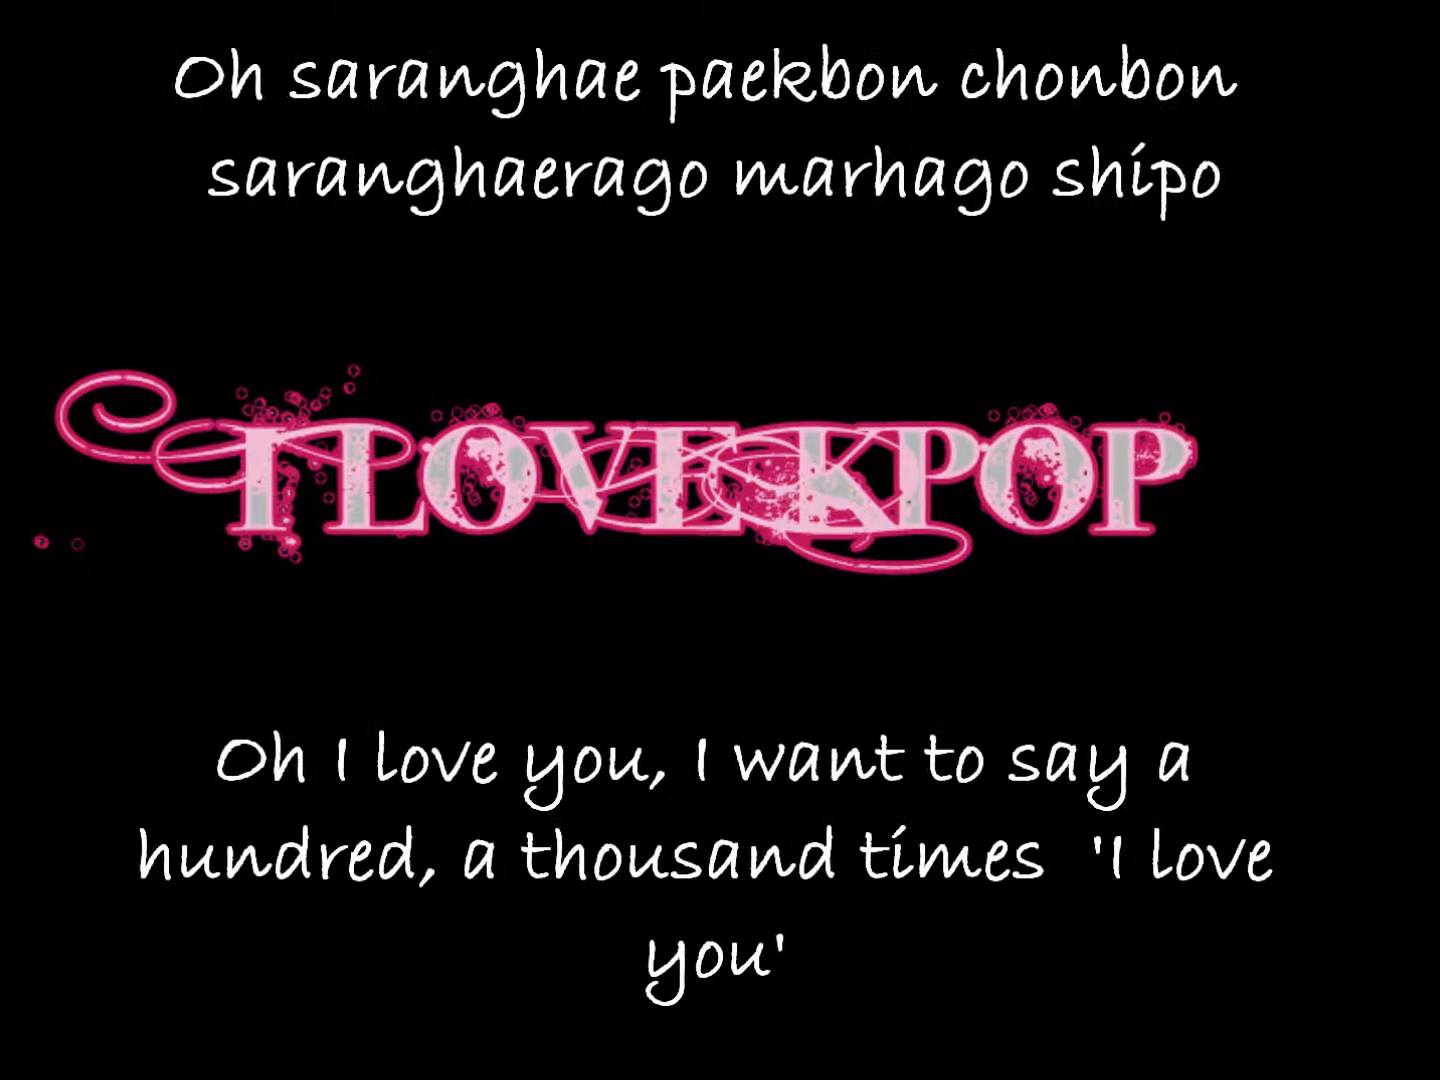 Oh saranghae paekbon chonbon
saranghaerago marhago shipo
I LOVE KPOP
Oh I love you, I want to say a
hundred, a thousand times 'I love
you'